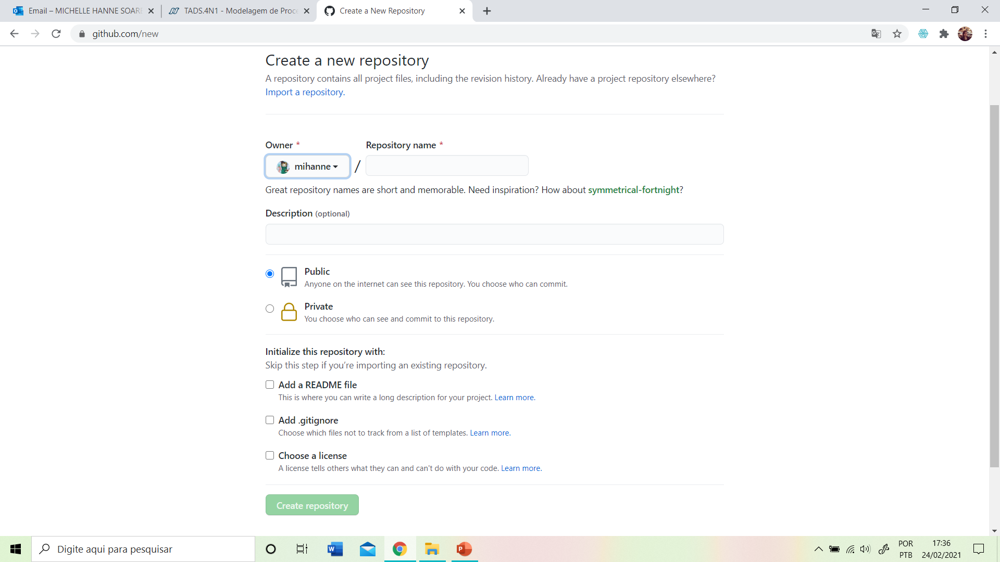 Email – MICHELLE HANNE SOARE
TADS.4N1 - Modelagem de Proce
Create a New Repository
github.com/new
Create a new repository
A repository contains all project files, including the revision history. Already have a project repository elsewhere?
Import a repository.
Owner *
Repository name *
mihanne
/
Great repository names are short and memorable. Need inspiration? How about symmetrical-fortnight?
Description (optional)
Public
Anyone on the internet can see this repository. You choose who can commit.
Private
You choose who can see and commit to this repository.
Initialize this repository with:
Skip this step if you’re importing an existing repository.
Add a README file
This is where you can write a long description for your project. Learn more.
Add .gitignore
Choose which files not to track from a list of templates. Learn more.
Choose a license
A license tells others what they can and can't do with your code. Learn more.
Create repository
Digite aqui para pesquisar
POR
PTB
17:36
24/02/2021